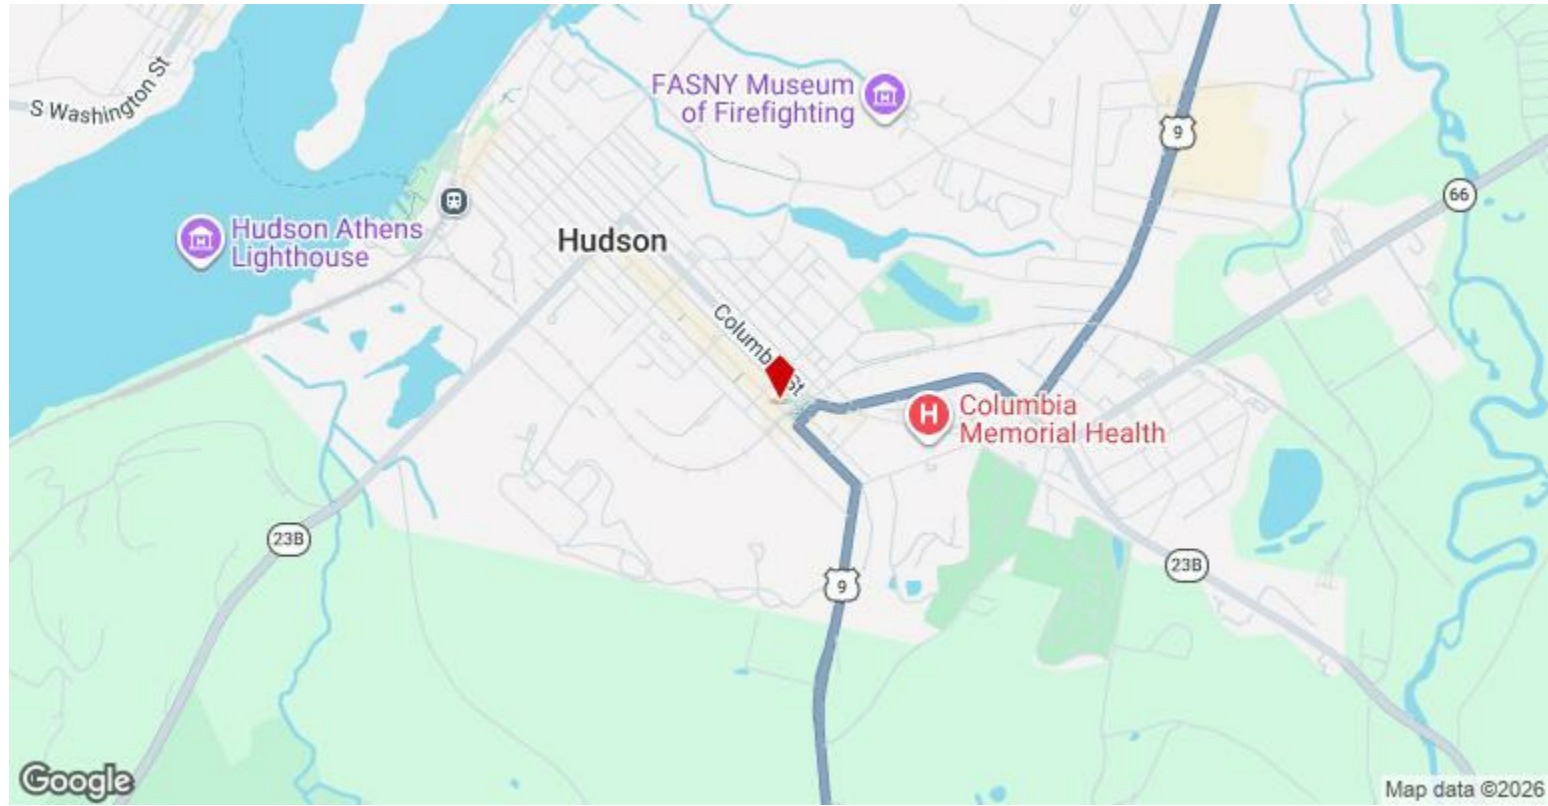 S Washington St
FASNY Museum
of Firefighting
9
66
Hudson Athens
Lighthouse
Hudson
Columbia
Memorial Health
H
23B
23B
9
Google
Map data ©2026